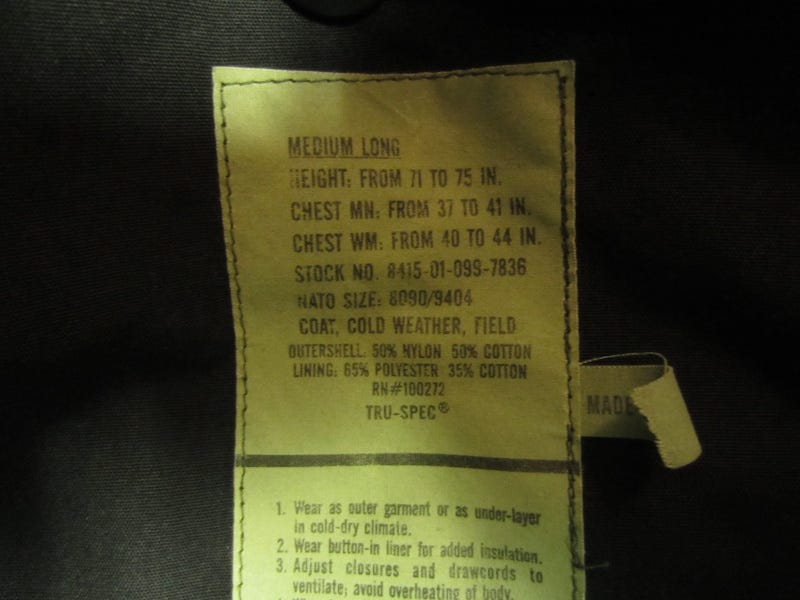 MEDIUM LONG
HEIGHT: FROM 71 TO 75 IN.
CHEST MN: FROM 37 TO 41 IN.
CHEST WM: FROM 40 TO 44 IN.
STOCK NO. 8415-01-099-7836
NATO SIZE: 8090/9404
COAT, COLD WEATHER, FIELD
OUTERSHELL: 50% NYLON 50% COTTON
LINING: 65% POLYESTER 35% COTTON
RN#100272
TRU-SPEC®
MADE
1. Wear as outer garment or as under-layer
in cold-dry climate.
2. Wear button-in liner for added insulation.
3. Adjust closures and drawcords to
ventilate; avoid overheating of body.